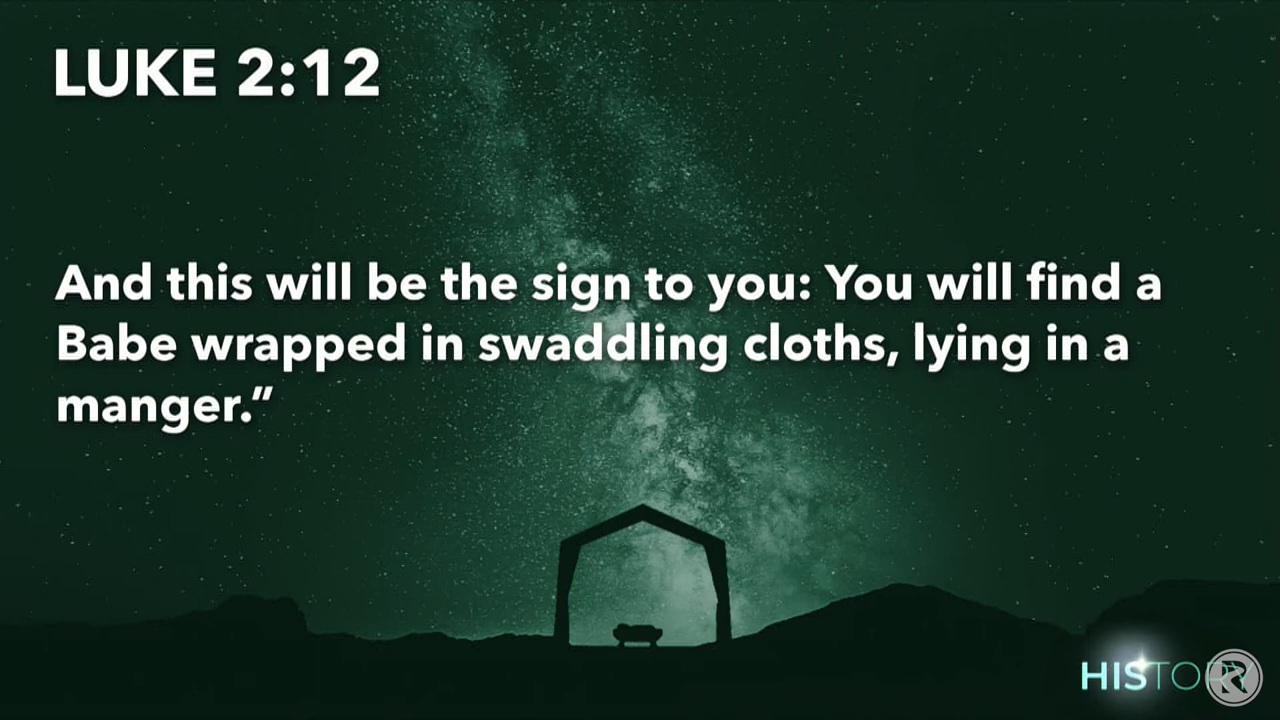 LUKE 2:12
And this will be the sign to you: You will find a
Babe wrapped in swaddling cloths, lying in a
manger.”
HISTORY
R